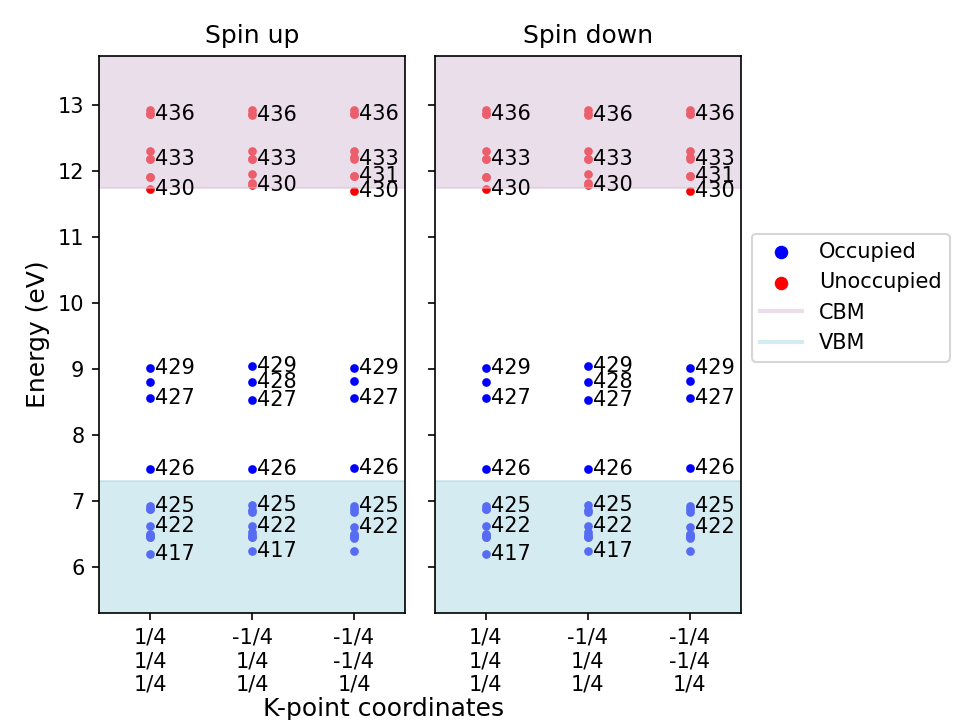 Spin up
Spin down
Energy (eV)
13
12
11
10
9
8
7
6
436 436 436
433 433 433
431
430 430 430
429 429 429
428
427 427 427
426 426 426
425 425 425
422 422 422
417 417
436 436 436
433 433 433
431
430 430 430
429 429 429
428
427 427 427
426 426 426
425 425 425
422 422 422
417 417
1/4 -1/4 -1/4 1/4 -1/4 -1/4
1/4 1/4 -1/4 1/4 1/4 -1/4
1/4 1/4 1/4 1/4 1/4 1/4
K-point coordinates
Occupied
Unoccupied
CBM
VBM